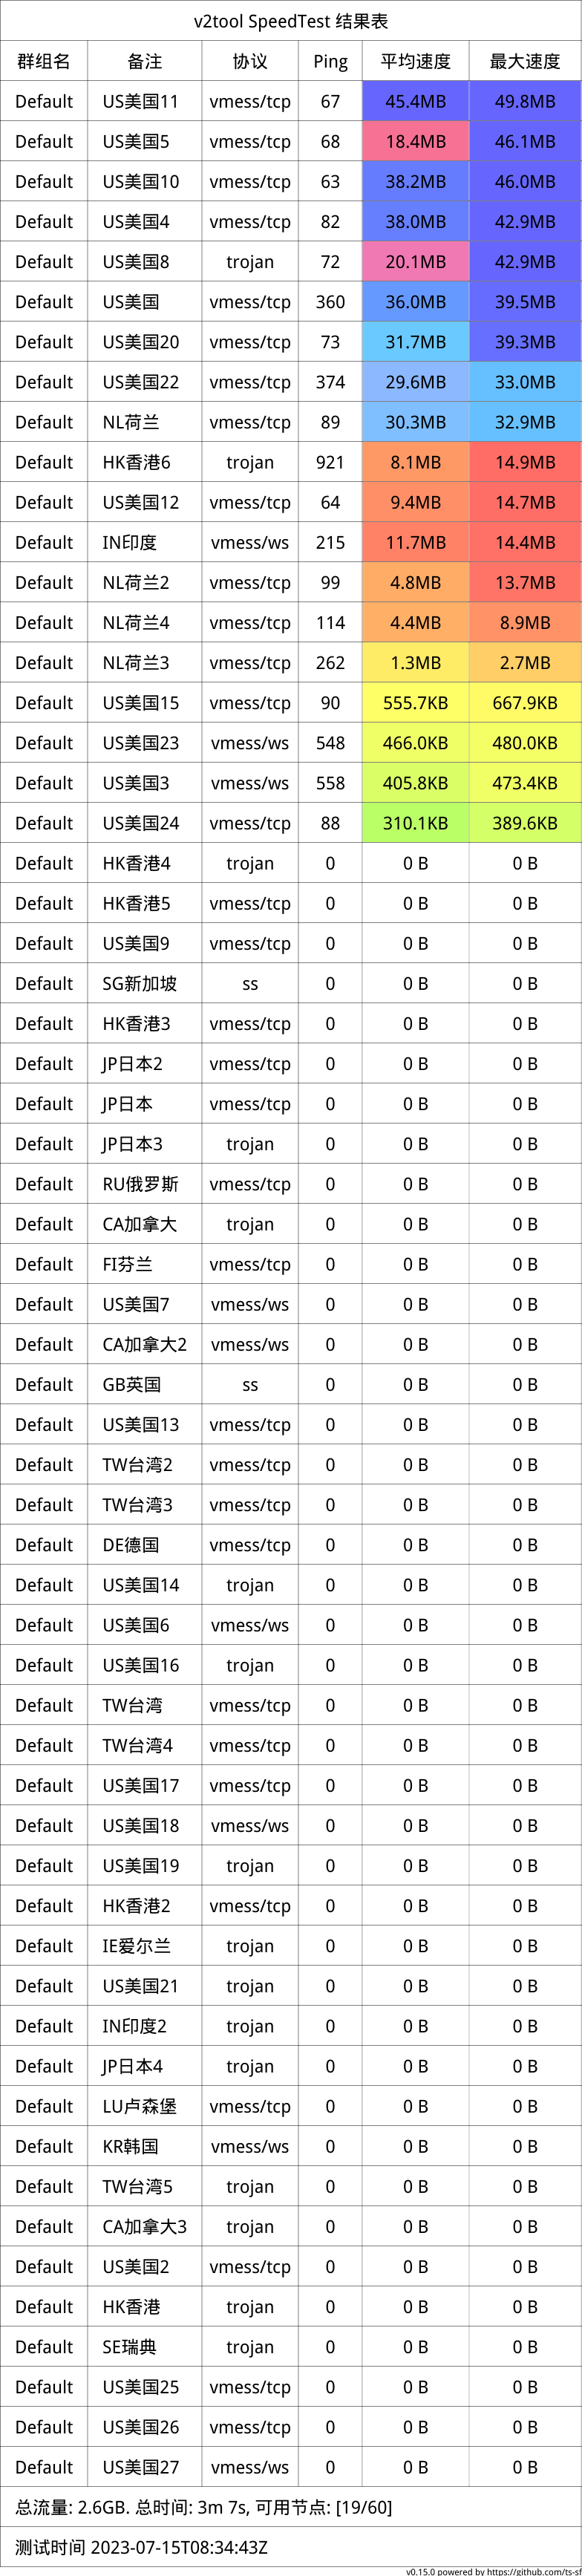 v2tool SpeedTest 结果表
群组名 备注 协议 Ping 平均速度 最大速度
Default US美国11 vmess/tcp 67 45.4MB 49.8MB
Default US美国5 vmess/tcp 68 18.4MB 46.1MB
Default US美国10 vmess/tcp 63 38.2MB 46.0MB
Default US美国4 vmess/tcp 82 38.0MB 42.9MB
Default US美国8 trojan 72 20.1MB 42.9MB
Default US美国 vmess/tcp 360 36.0MB 39.5MB
Default US美国20 vmess/tcp 73 31.7MB 39.3MB
Default US美国22 vmess/tcp 374 29.6MB 33.0MB
Default NL荷兰 vmess/tcp 89 30.3MB 32.9MB
Default HK香港6 trojan 921 8.1MB 14.9MB
Default US美国12 vmess/tcp 64 9.4MB 14.7MB
Default IN印度 vmess/ws 215 11.7MB 14.4MB
Default NL荷兰2 vmess/tcp 99 4.8MB 13.7MB
Default NL荷兰4 vmess/tcp 114 4.4MB 8.9MB
Default NL荷兰3 vmess/tcp 262 1.3MB 2.7MB
Default US美国15 vmess/tcp 90 555.7KB 667.9KB
Default US美国23 vmess/ws 548 466.0KB 480.0KB
Default US美国3 vmess/ws 558 405.8KB 473.4KB
Default US美国24 vmess/tcp 88 310.1KB 389.6KB
Default HK香港4 trojan 0 0 B 0 B
Default HK香港5 vmess/tcp 0 0 B 0 B
Default US美国9 vmess/tcp 0 0 B 0 B
Default SG新加坡 ss 0 0 B 0 B
Default HK香港3 vmess/tcp 0 0 B 0 B
Default JP日本2 vmess/tcp 0 0 B 0 B
Default JP日本 vmess/tcp 0 0 B 0 B
Default JP日本3 trojan 0 0 B 0 B
Default RU俄罗斯 vmess/tcp 0 0 B 0 B
Default CA加拿大 trojan 0 0 B 0 B
Default FI芬兰 vmess/tcp 0 0 B 0 B
Default US美国7 vmess/ws 0 0 B 0 B
Default CA加拿大2 vmess/ws 0 0 B 0 B
Default GB英国 ss 0 0 B 0 B
Default US美国13 vmess/tcp 0 0 B 0 B
Default TW台湾2 vmess/tcp 0 0 B 0 B
Default TW台湾3 vmess/tcp 0 0 B 0 B
Default DE德国 vmess/tcp 0 0 B 0 B
Default US美国14 trojan 0 0 B 0 B
Default US美国6 vmess/ws 0 0 B 0 B
Default US美国16 trojan 0 0 B 0 B
Default TW台湾 vmess/tcp 0 0 B 0 B
Default TW台湾4 vmess/tcp 0 0 B 0 B
Default US美国17 vmess/tcp 0 0 B 0 B
Default US美国18 vmess/ws 0 0 B 0 B
Default US美国19 trojan 0 0 B 0 B
Default HK香港2 vmess/tcp 0 0 B 0 B
Default IE爱尔兰 trojan 0 0 B 0 B
Default US美国21 trojan 0 0 B 0 B
Default IN印度2 trojan 0 0 B 0 B
Default JP日本4 trojan 0 0 B 0 B
Default LU卢森堡 vmess/tcp 0 0 B 0 B
Default KR韩国 vmess/ws 0 0 B 0 B
Default TW台湾5 trojan 0 0 B 0 B
Default CA加拿大3 trojan 0 0 B 0 B
Default US美国2 vmess/tcp 0 0 B 0 B
Default HK香港 trojan 0 0 B 0 B
Default SE瑞典 trojan 0 0 B 0 B
Default US美国25 vmess/tcp 0 0 B 0 B
Default US美国26 vmess/tcp 0 0 B 0 B
Default US美国27 vmess/ws 0 0 B 0 B
总流量: 2.6GB. 总时间: 3m 7s, 可用节点: [19/60]
测试时间 2023-07-15T08:34:43Z
v0.15.0 powered by https://github.com/ts-sf